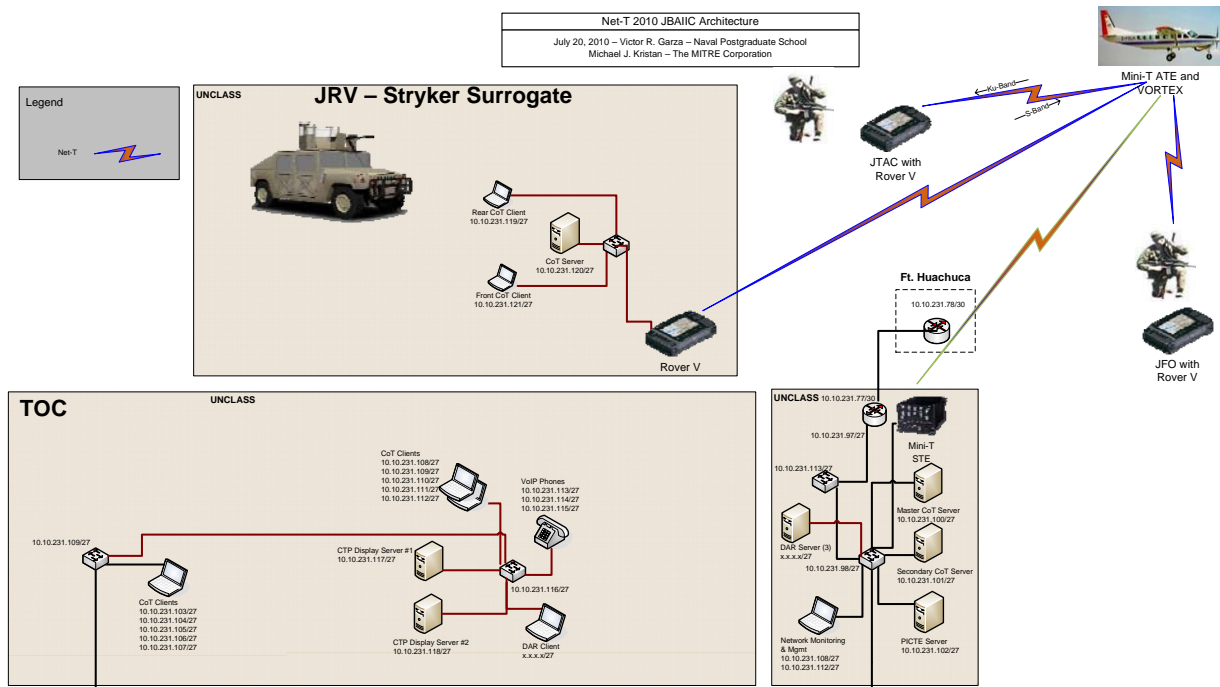 Net-T 2010 JBAIIC Architecture
July 20, 2010 – Victor R. Garza – Naval Postgraduate School
Michael J. Kristan – The MITRE Corporation
Mini-T ATE and
VORTEX
Legend
Net-T
UNCLASS
JRV – Stryker Surrogate
Rear CoT Client
10.10.231.119/27
CoT Server
10.10.231.120/27
Front CoT Client
10.10.231.121/27
Rover V
Ku-Band
S-Band
JTAC with
Rover V
JFO with
Rover V
Ft. Huachuca
10.10.231.78/30
TOC
UNCLASS
CoT Clients
10.10.231.108/27
10.10.231.109/27
10.10.231.110/27
10.10.231.111/27
10.10.231.112/27
VoIP Phones
10.10.231.113/27
10.10.231.114/27
10.10.231.115/27
10.10.231.109/27
CTP Display Server #1
10.10.231.117/27
10.10.231.116/27
CoT Clients
10.10.231.103/27
10.10.231.104/27
10.10.231.105/27
10.10.231.106/27
10.10.231.107/27
CTP Display Server #2
10.10.231.118/27
DAR Client
x.x.x.x/27
UNCLASS
10.10.231.77/30
10.10.231.97/27
Mini-T
STE
10.10.231.113/27
Master CoT Server
10.10.231.100/27
DAR Server (3)
x.x.x.x/27
10.10.231.98/27
Secondary CoT Server
10.10.231.101/27
Network Monitoring
& Mgmt
10.10.231.108/27
10.10.231.112/27
PICTE Server
10.10.231.102/27